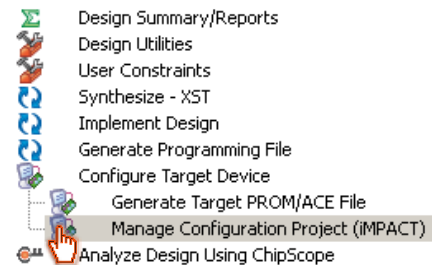 Design Summary/Reports
Design Utilities
User Constraints
Synthesize - XST
Implement Design
Generate Programming File
Configure Target Device
Generate Target PROM/ACE File
Manage Configuration Project (iMPACT)
Analyze Design Using ChipScope